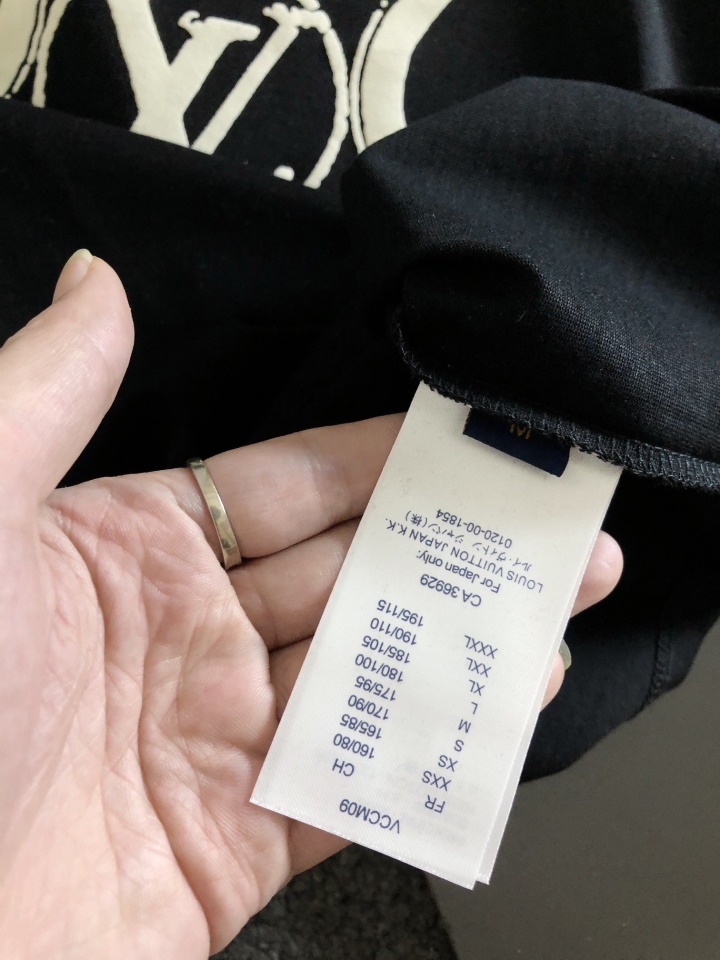 VCCM09
FR CH
XXS 160/80
XS 165/85
S 170/90
M 175/95
L 180/100
XL 185/105
XXL 190/110
XXXL 195/115
CA 36929
For Japan only:
LOUIS VUITTON JAPAN K.K.
ルイ・ヴィトン ジャパン(株)
0120-00-1854